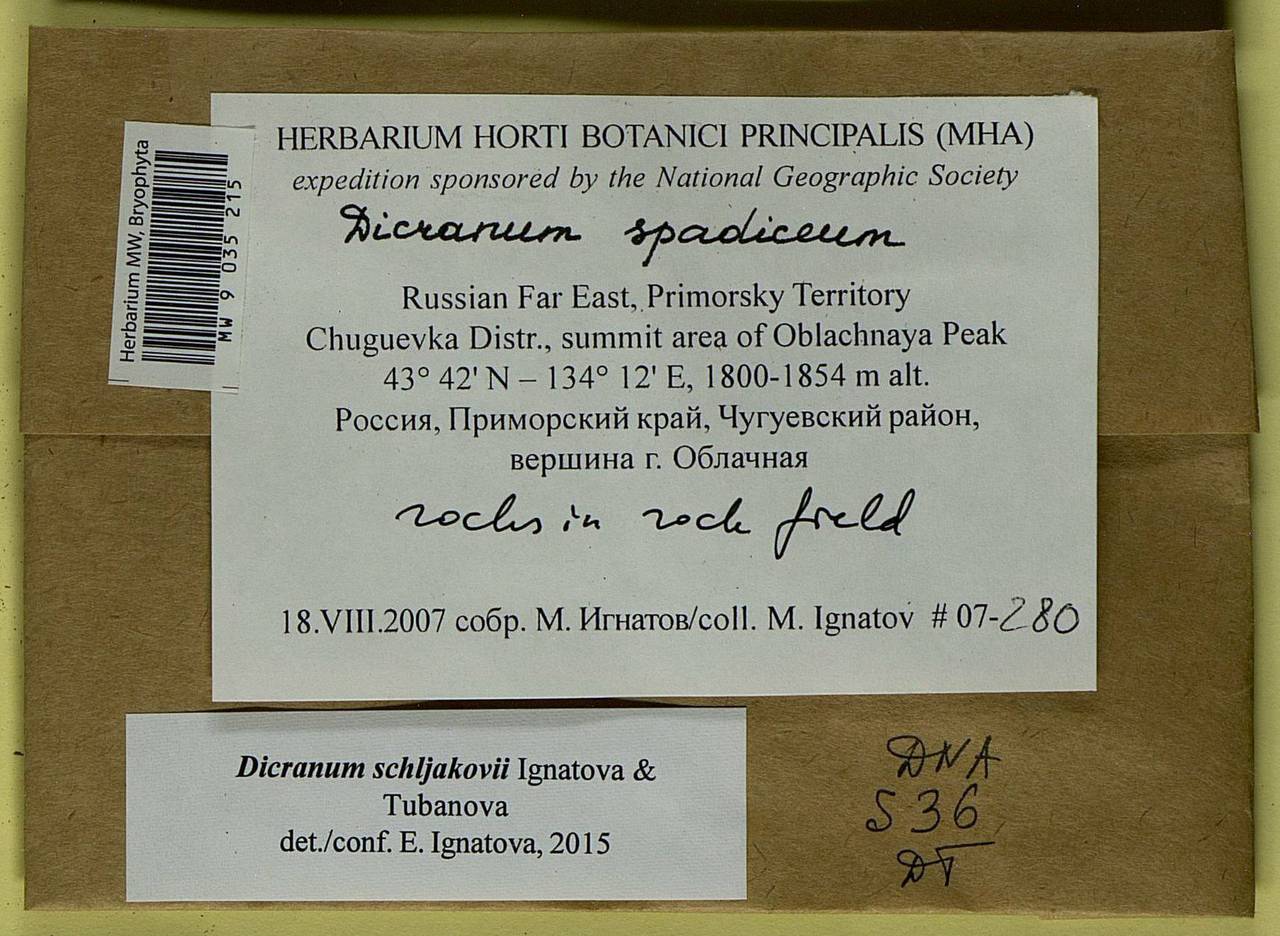 Herbarium MW, Bryophyta
MW 9 035 215
HERBARIUM HORTI BOTANICI PRINCIPALIS (MHA)
expedition sponsored by the National Geographic Society
Dicranum spadiceum
Russian Far East, Primorsky Territory
Chuguevka Distr., summit area of Oblachnaya Peak
43° 42' N – 134° 12' E, 1800-1854 m alt.
Россия, Приморский край, Чугуевский район,
вершина г. Облачная
rocks in rock field
18.VIII.2007 собр. М. Игнатов/coll. M. Ignatov # 07-280
Dicranum schljakovii Ignatova &
Tubanova
det./conf. E. Ignatova, 2015
DNA
S 36
DT